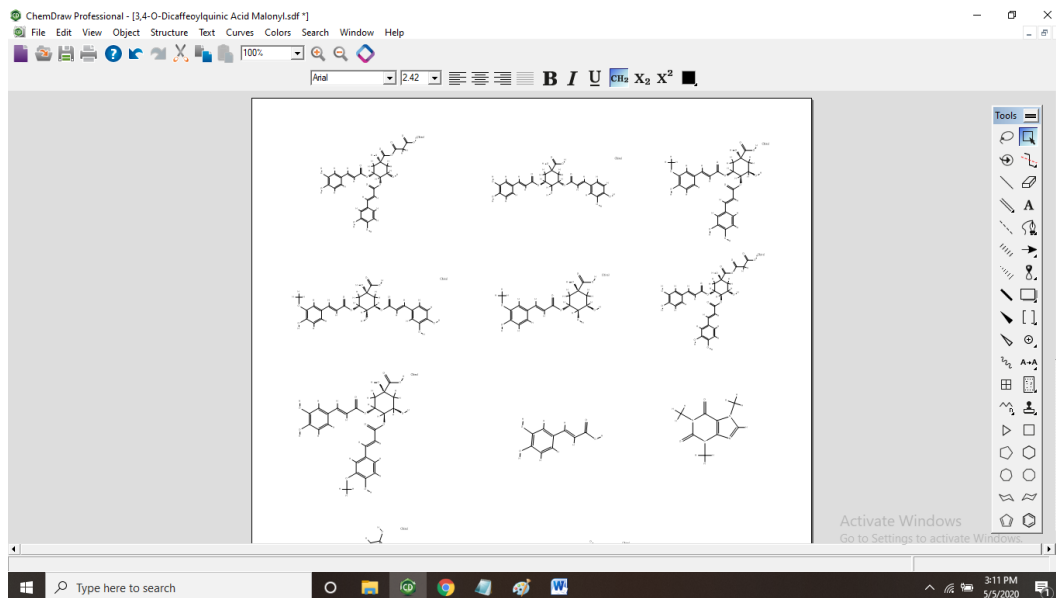 ChemDraw Professional - [3,4-O-Dicaffeoylquinic Acid Malonyl.sdf *]
File Edit View Object Structure Text Curves Colors Search Window Help
100%
Arial 2.42 B I U CH2 X2 X2
Tools
A
A→A
Activate Windows
Go to Settings to activate Windows.
Type here to search
3:11 PM
5/5/2020